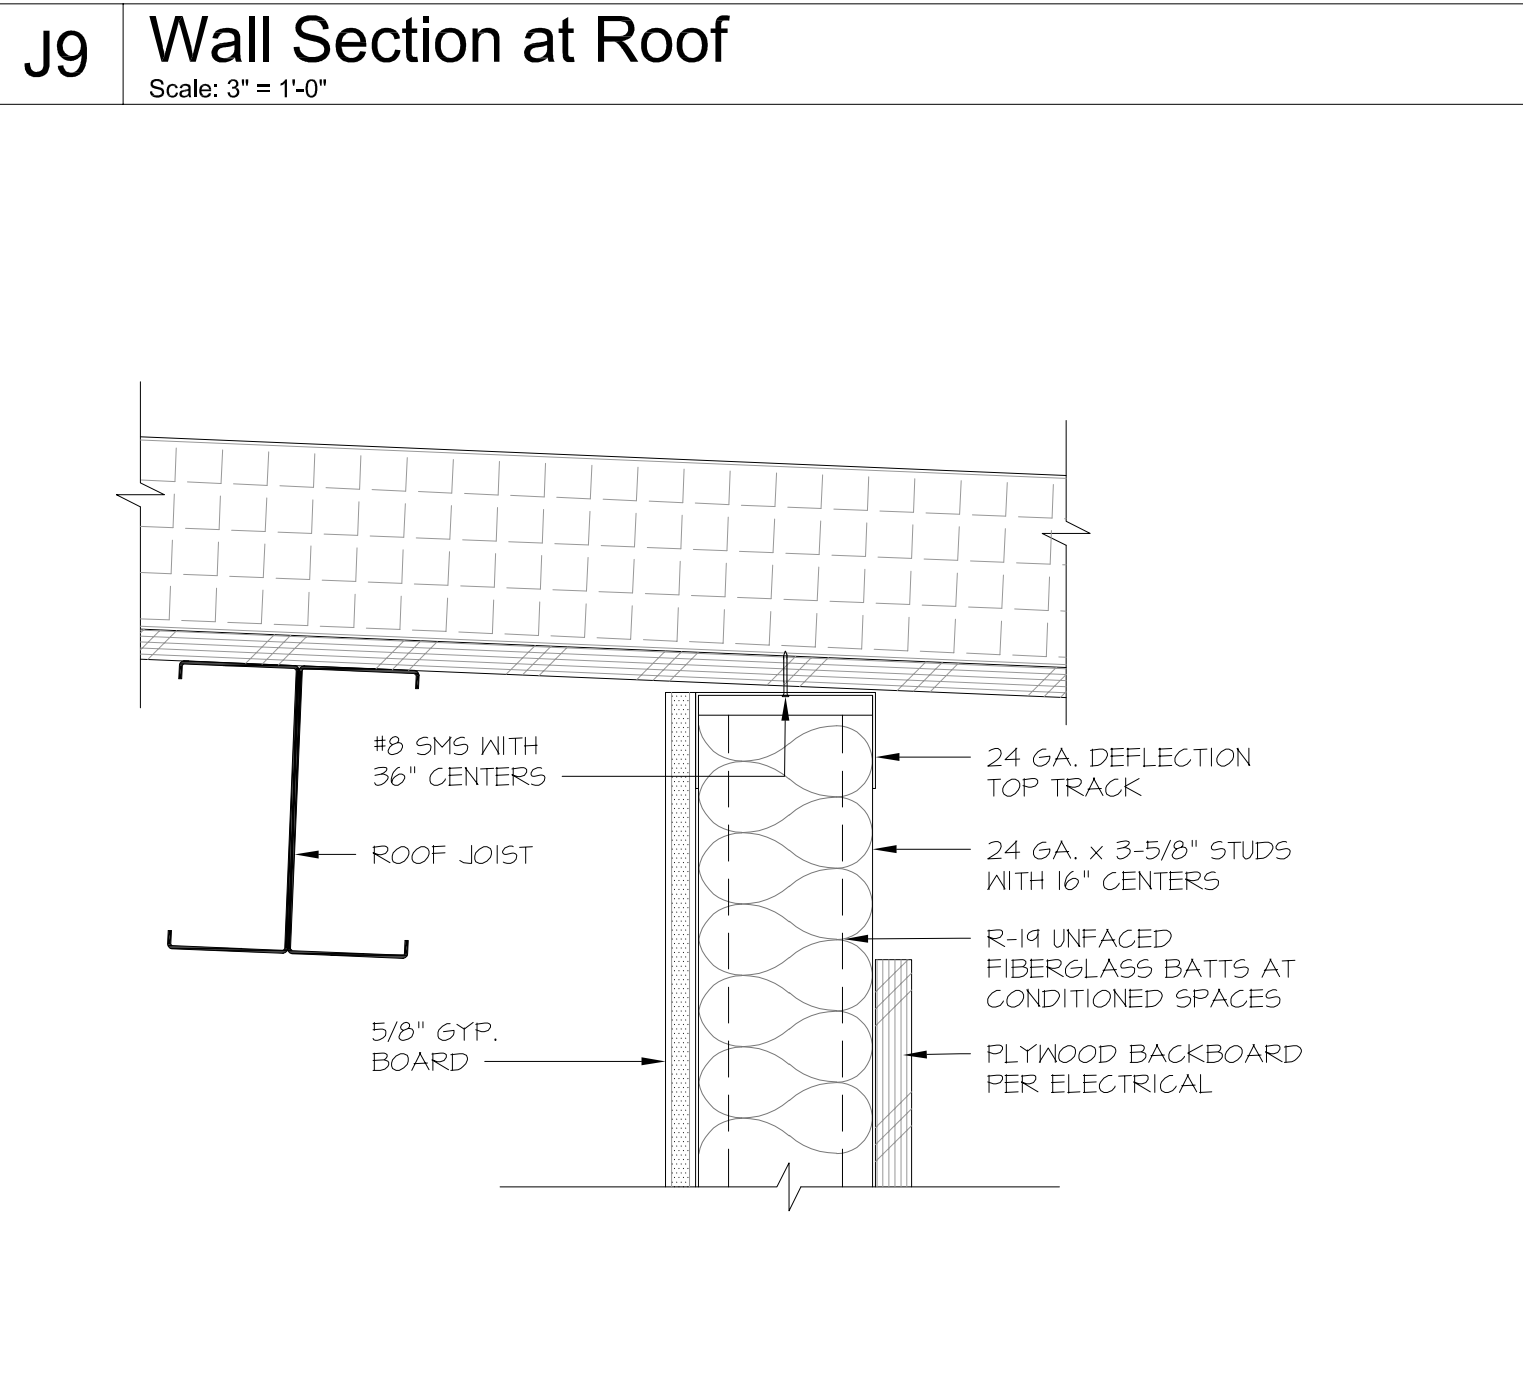 J9
Wall Section at Roof
Scale: 3" = 1'-0"
#8 SMS WITH
36" CENTERS
ROOF JOIST
5/8" GYP.
BOARD
24 GA. DEFLECTION
TOP TRACK
24 GA. x 3-5/8" STUDS
WITH 16" CENTERS
R-19 UNFACED
FIBERGLASS BATTS AT
CONDITIONED SPACES
PLYWOOD BACKBOARD
PER ELECTRICAL